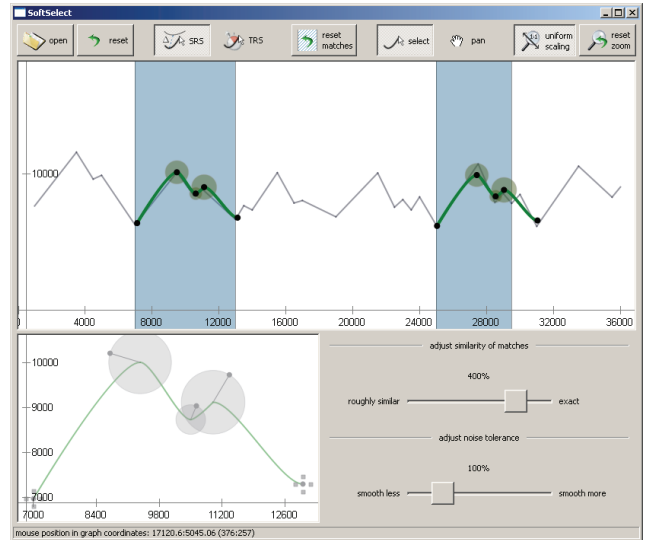 SoftSelect
open reset SRS TRS reset matches select pan 1:1 uniform scaling reset zoom
10000
0 4000 8000 12000 16000 20000 24000 28000 32000 36000
adjust similarity of matches
10000
400%
9000
roughly similar exact
adjust noise tolerance
8000
100%
7000
smooth less smooth more
7000 8400 9800 11200 12600
mouse position in graph coordinates: 17120.6:5045.06 (376:257)